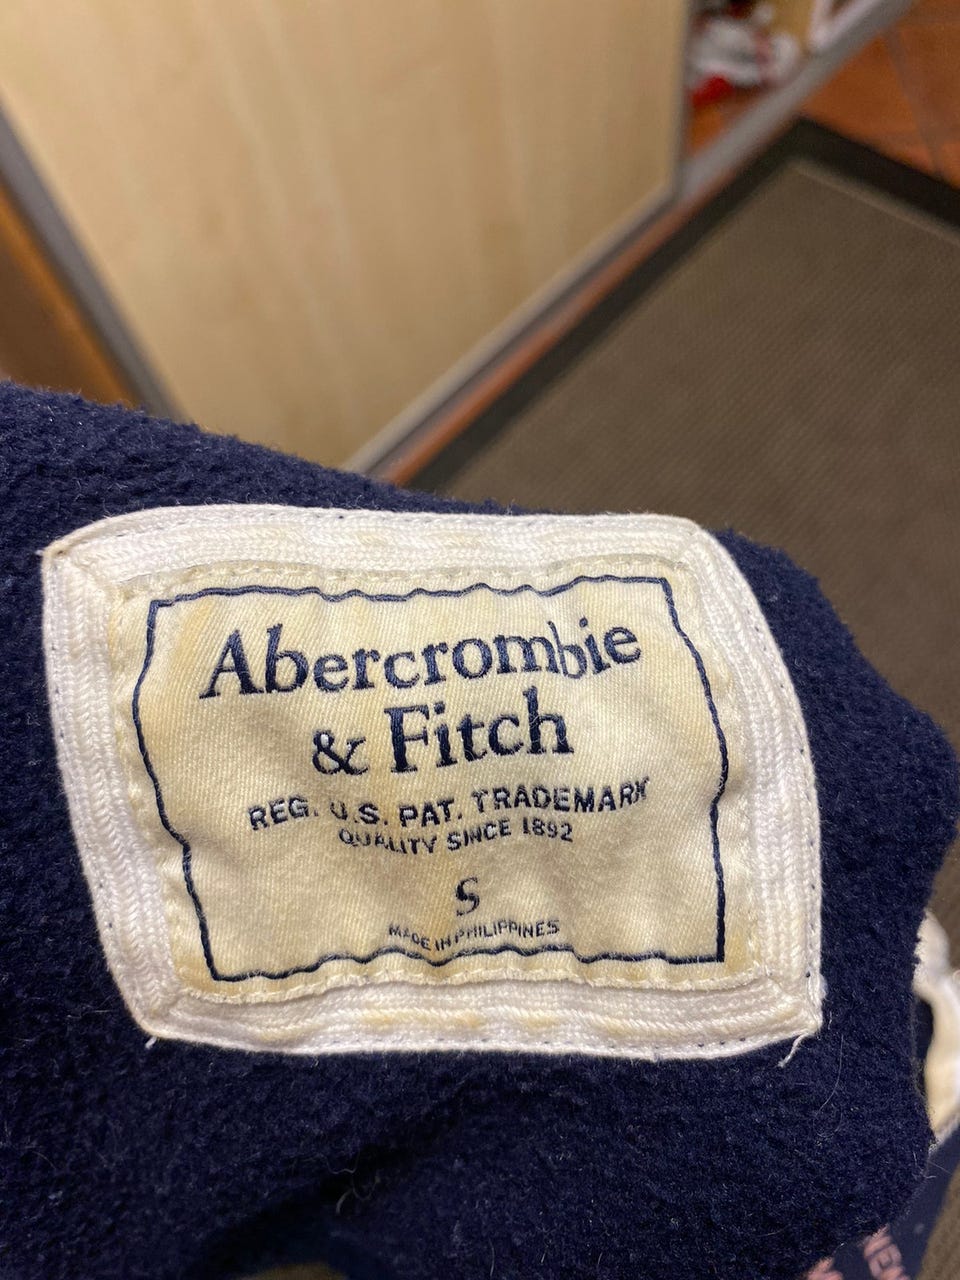 Abercrombie
& Fitch
REG. U.S. PAT. TRADEMARK
QUALITY SINCE 1892
S
MADE IN PHILIPPINES